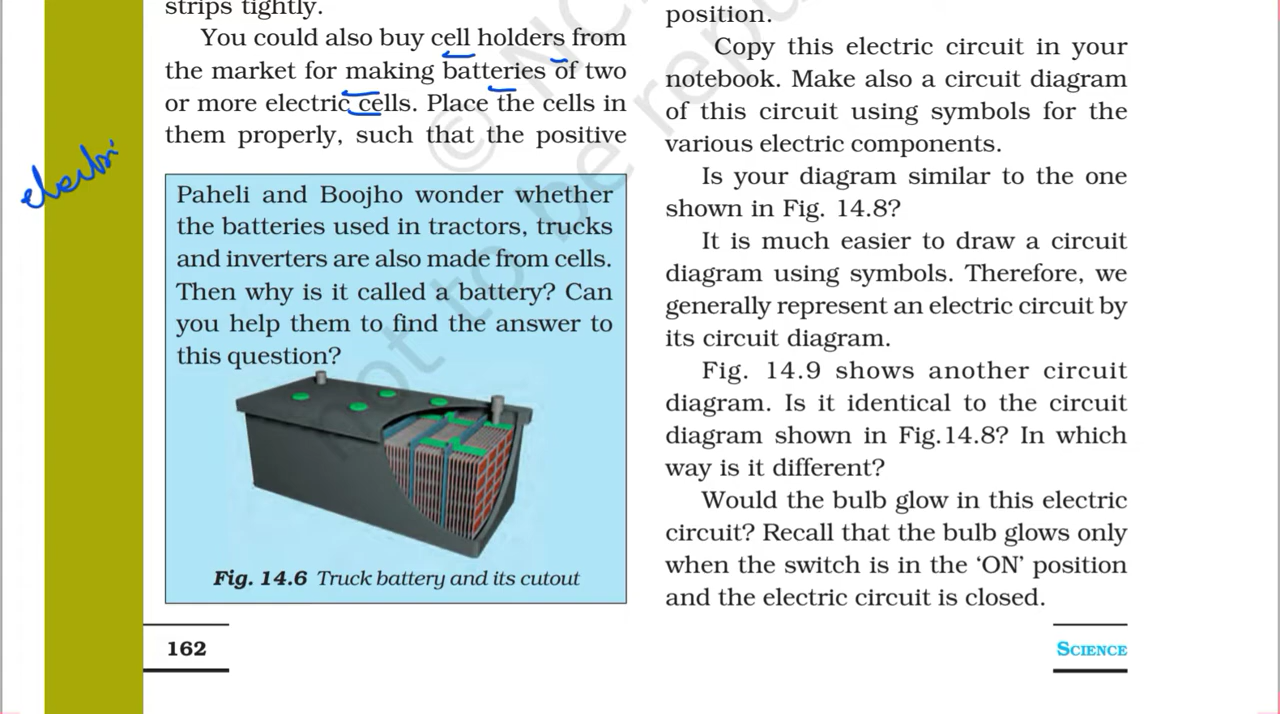 strips tightly.
You could also buy cell holders from
the market for making batteries of two
or more electric cells. Place the cells in
them properly, such that the positive
electri
Paheli and Boojho wonder whether
the batteries used in tractors, trucks
and inverters are also made from cells.
Then why is it called a battery? Can
you help them to find the answer to
this question?
Fig. 14.6 Truck battery and its cutout
162
position.
Copy this electric circuit in your
notebook. Make also a circuit diagram
of this circuit using symbols for the
various electric components.
Is your diagram similar to the one
shown in Fig. 14.8?
It is much easier to draw a circuit
diagram using symbols. Therefore, we
generally represent an electric circuit by
its circuit diagram.
Fig. 14.9 shows another circuit
diagram. Is it identical to the circuit
diagram shown in Fig.14.8? In which
way is it different?
Would the bulb glow in this electric
circuit? Recall that the bulb glows only
when the switch is in the ‘ON’ position
and the electric circuit is closed.
SCIENCE
© NC
not to be repu